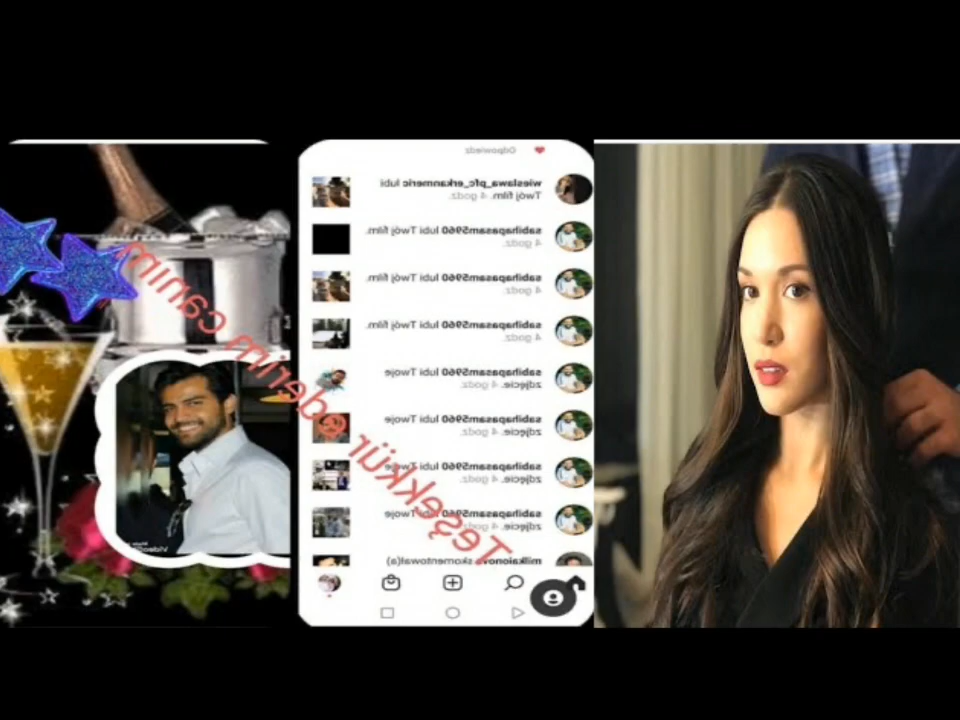 Odpowiedz
wieslawa_pfc_erkanmeric lubi
Twój film. 4 godz.
sabihapasam5960 lubi Twój film.
4 godz.
sabihapasam5960 lubi Twój film.
4 godz.
sabihapasam5960 lubi Twój film.
4 godz.
sabihapasam5960 lubi Twoje
zdjęcie. 4 godz.
sabihapasam5960 lubi Twoje
zdjęcie. 4 godz.
sabihapasam5960 lubi Twoje
zdjęcie. 4 godz.
sabihapasam5960 lubi Twoje
zdjęcie. 4 godz.
milkaionova skomentował(a)
Teşekkür ederim canım